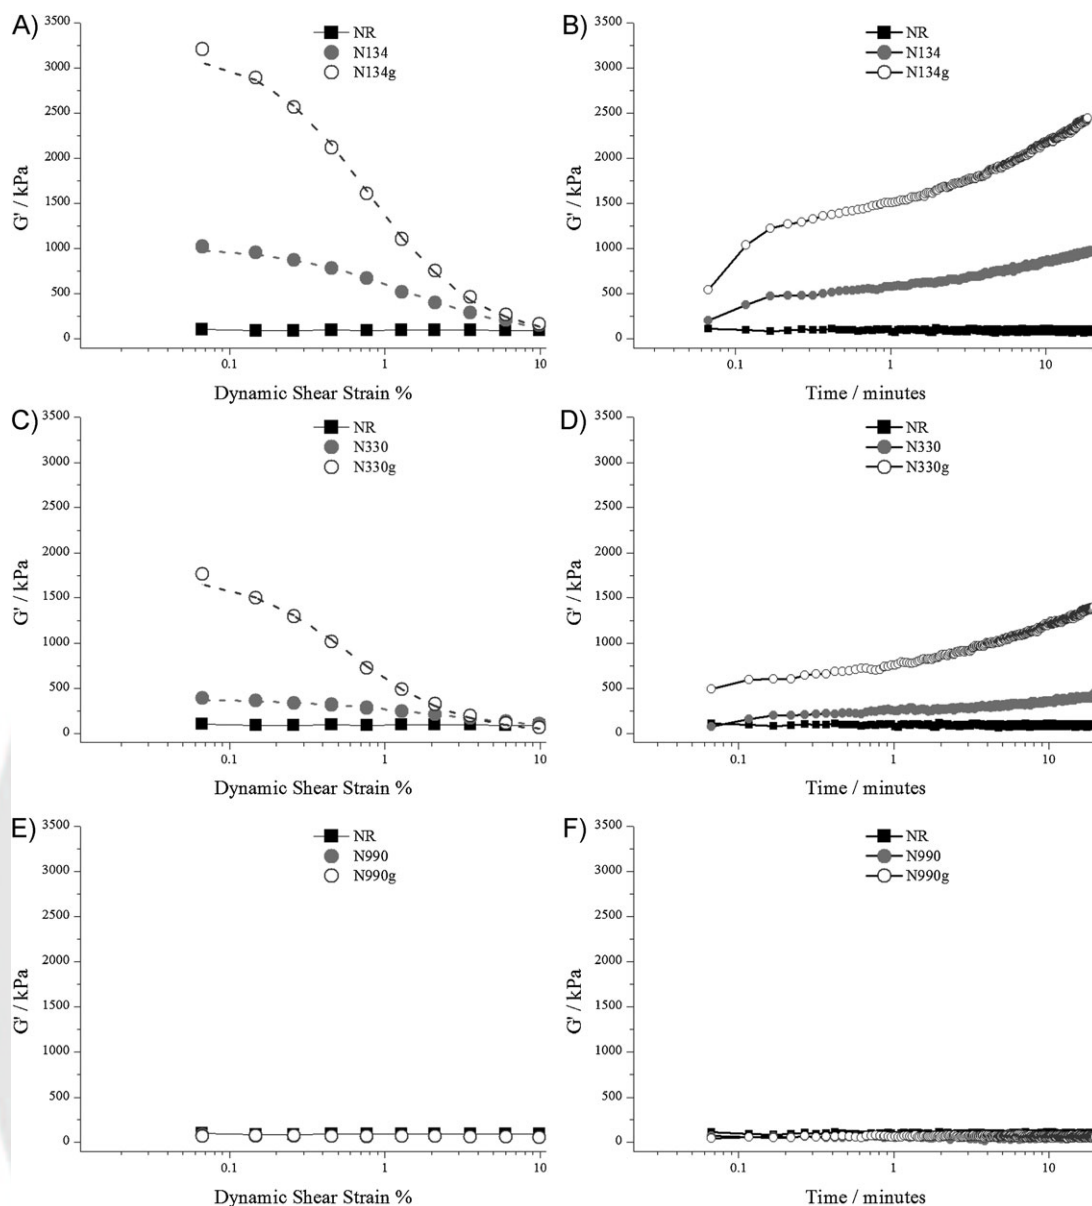 A)
3500
3000
2500
2000
1500
1000
500
0
G' / kPa
NR
N134
N134g
0.1
1
10
Dynamic Shear Strain %
B)
3500
3000
2500
2000
1500
1000
500
0
G' / kPa
NR
N134
N134g
0.1
1
10
Time / minutes
C)
3500
3000
2500
2000
1500
1000
500
0
G' / kPa
NR
N330
N330g
0.1
1
10
Dynamic Shear Strain %
D)
3500
3000
2500
2000
1500
1000
500
0
G' / kPa
NR
N330
N330g
0.1
1
10
Time / minutes
E)
3500
3000
2500
2000
1500
1000
500
0
G' / kPa
NR
N990
N990g
0.1
1
10
Dynamic Shear Strain %
F)
3500
3000
2500
2000
1500
1000
500
0
G' / kPa
NR
N990
N990g
0.1
1
10
Time / minutes